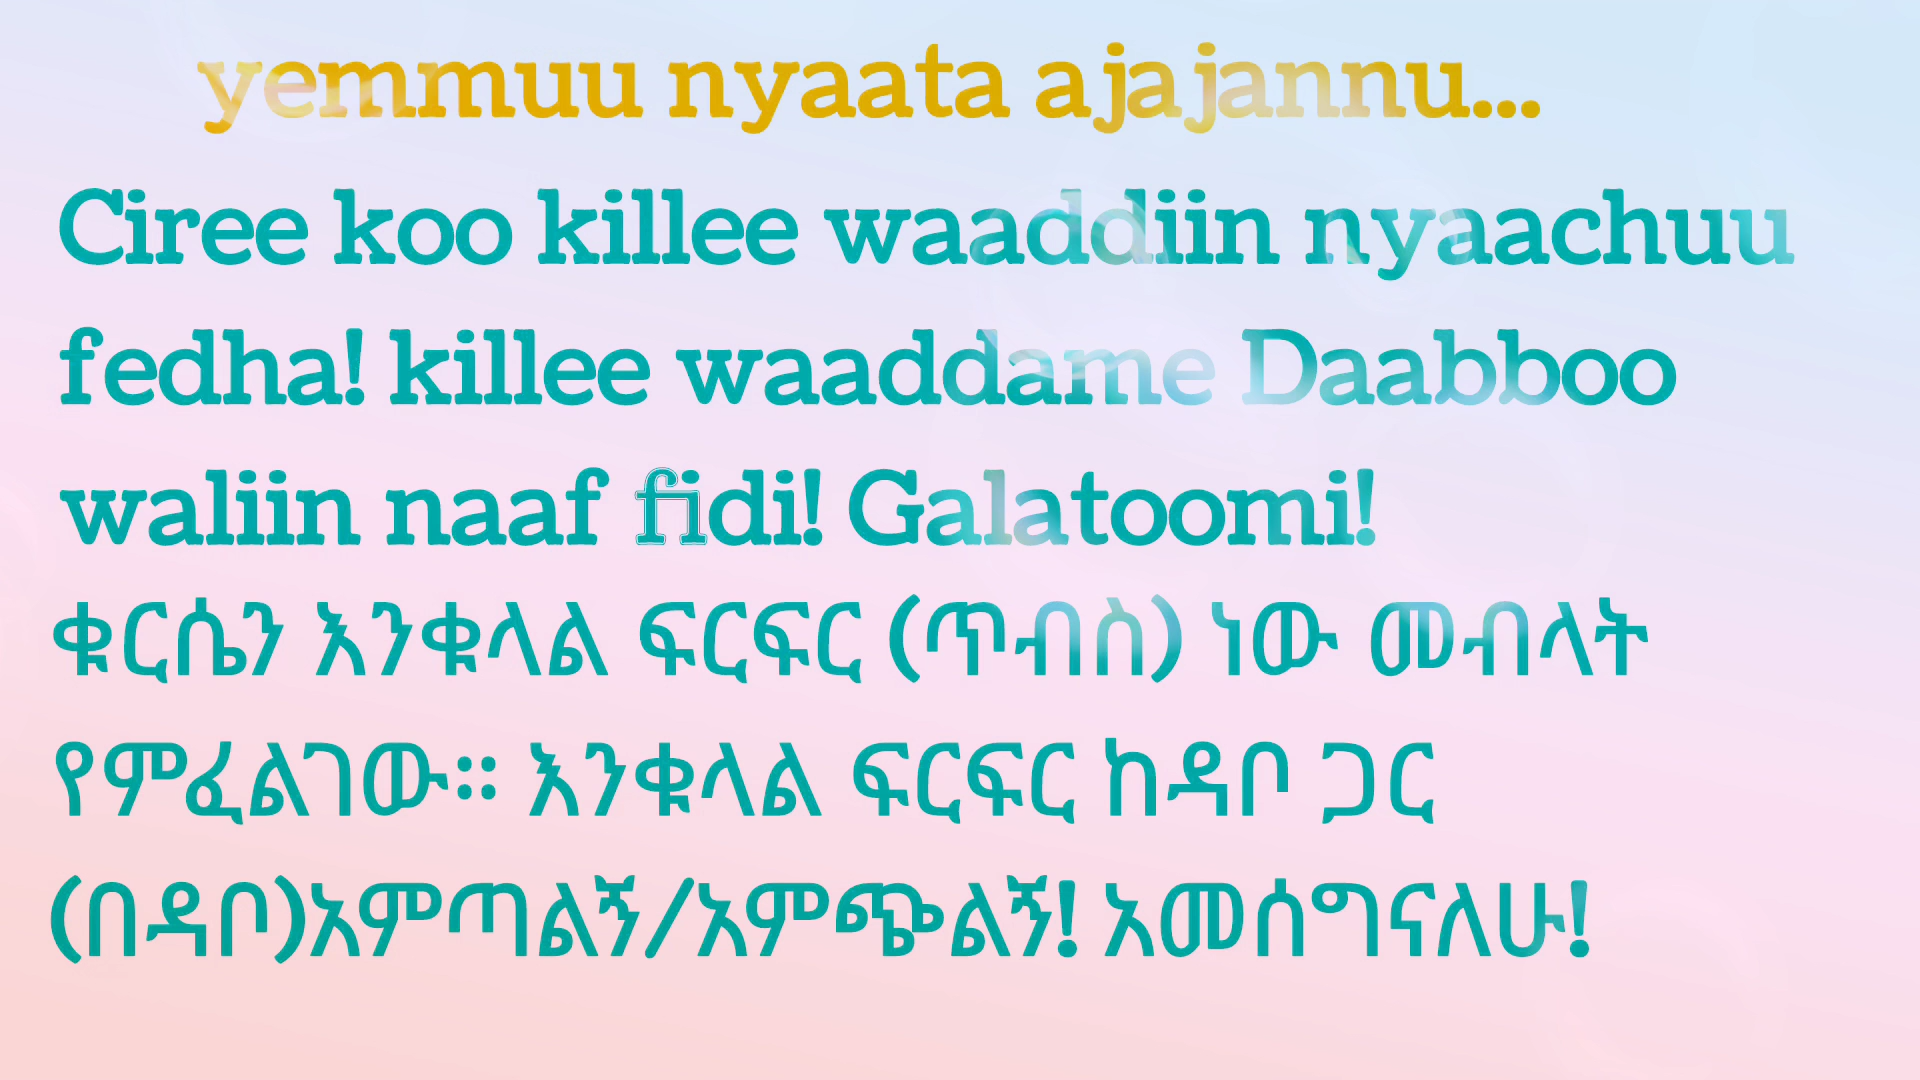 yemmuu nyaata ajajannu...
Ciree koo killee waaddiin nyaachuu
fedha! killee waaddame Daabboo
waliin naaf fidi! Galatoomi!
ቁርሴን እንቁላል ፍርፍር (ጥብስ) ነው መብላት
የምፈልገው። እንቁላል ፍርፍር ከዳቦ ጋር
(በዳቦ)አምጣልኝ/አምጭልኝ! አመሰግናለሁ!